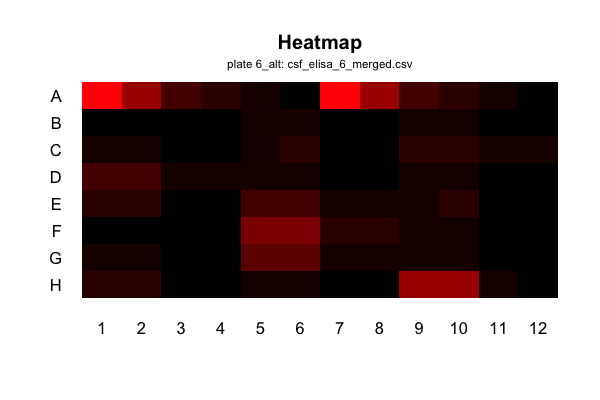 Heatmap
plate 6_alt: csf_elisa_6_merged.csv
A
B
C
D
E
F
G
H
1 2 3 4 5 6 7 8 9 10 11 12